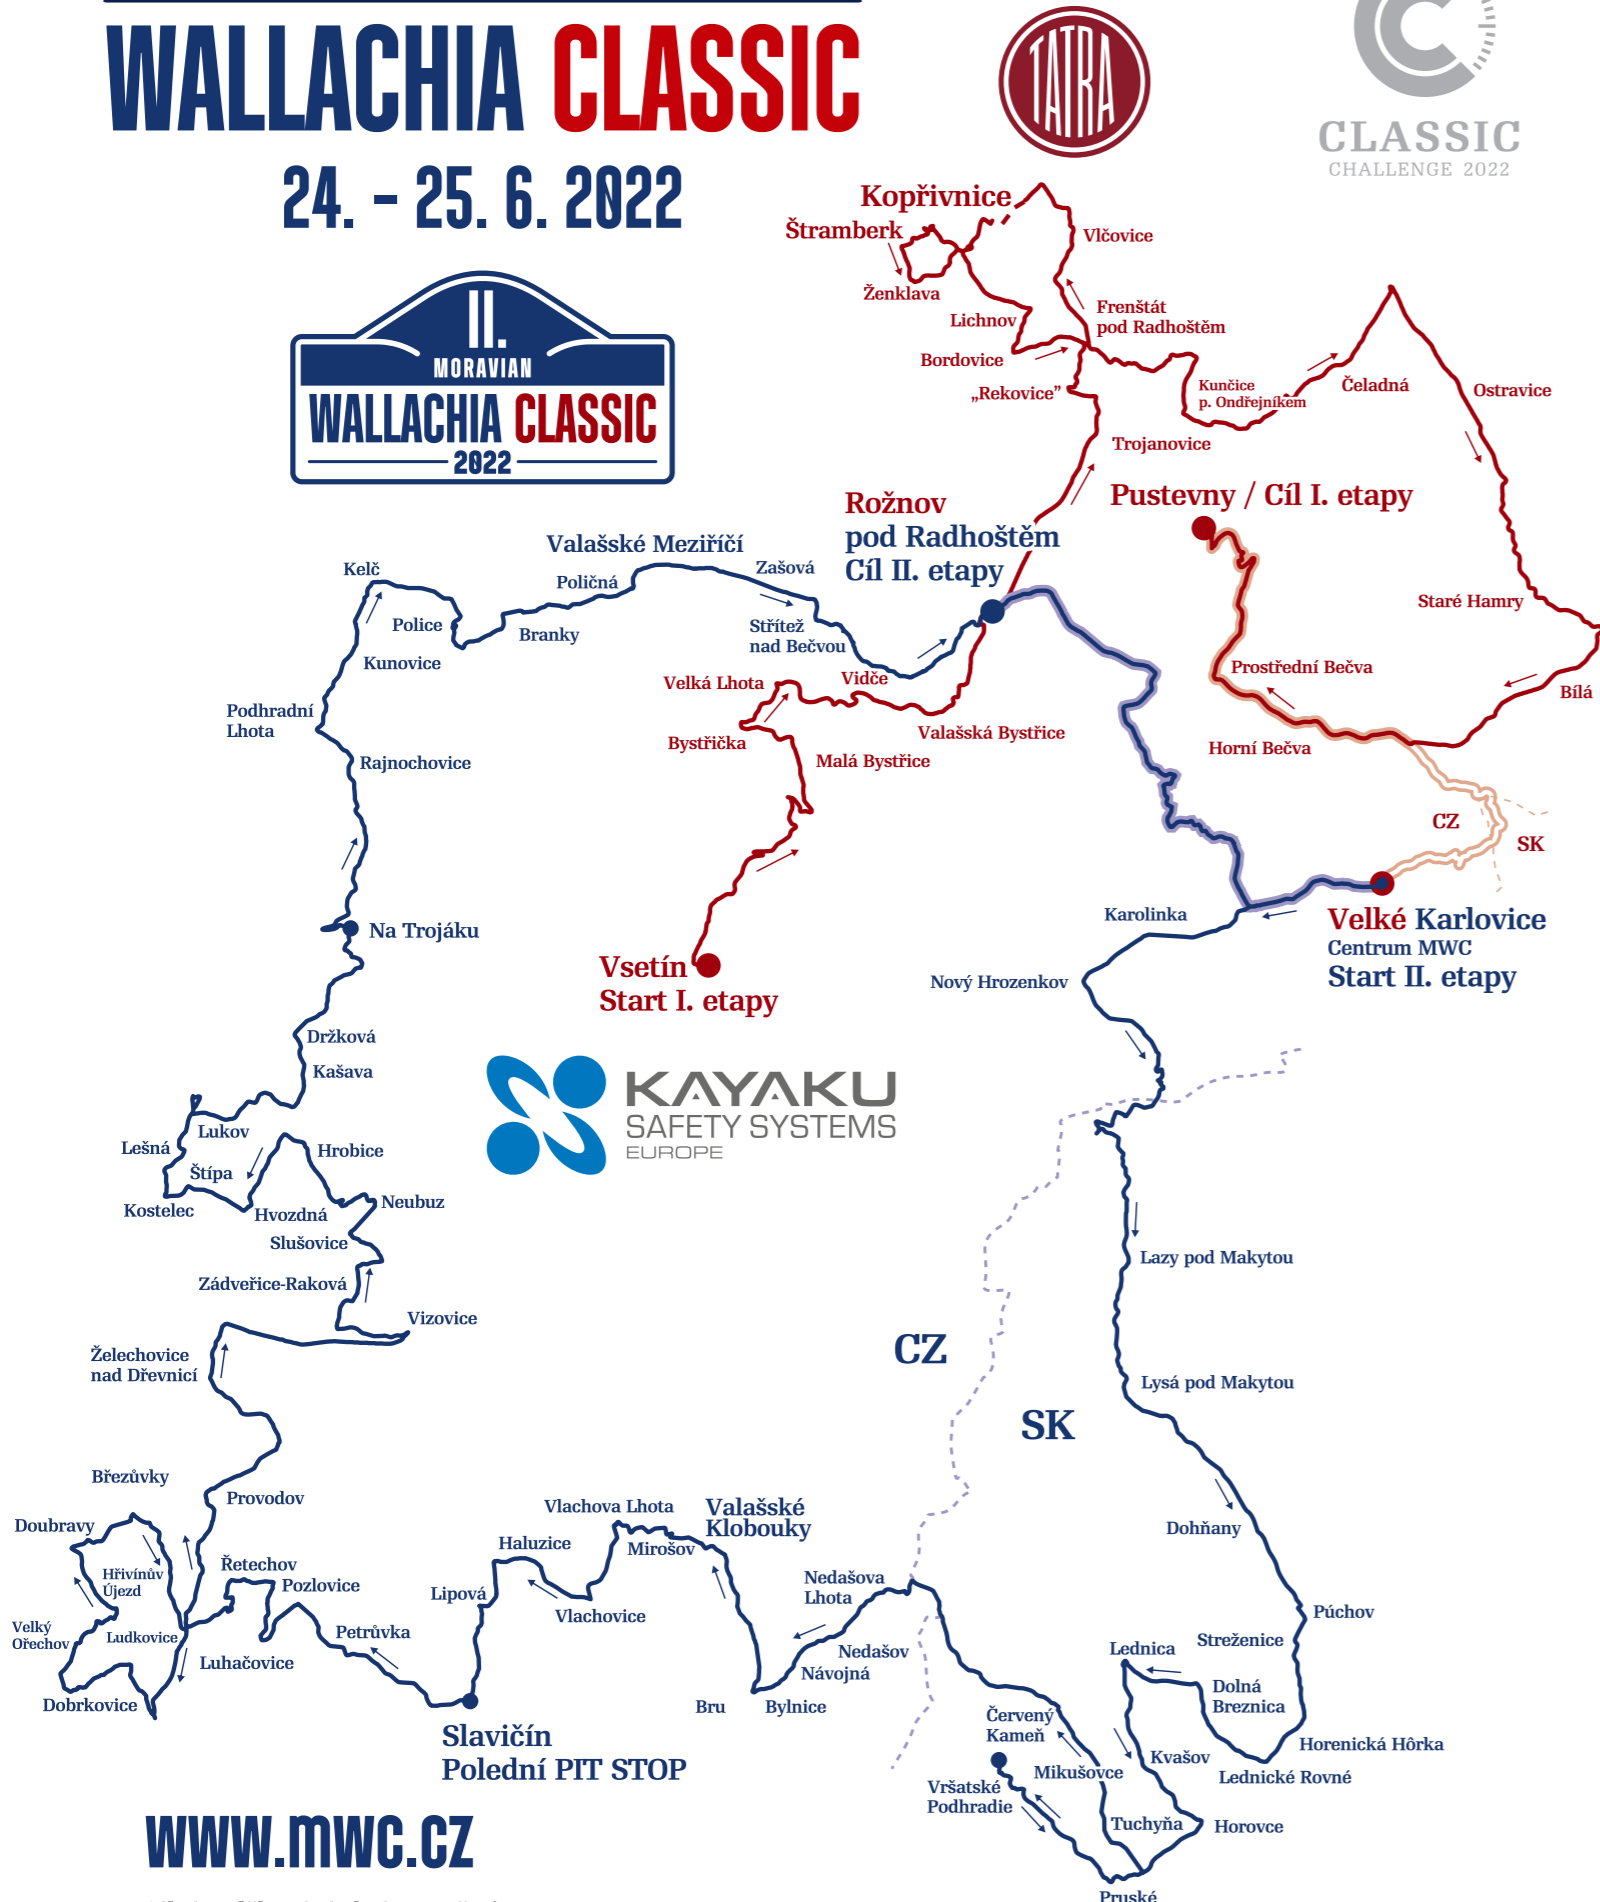 WALLACHIA CLASSIC
24. – 25. 6. 2022
TATRA
CLASSIC
CHALLENGE 2022
II.
MORAVIAN
WALLACHIA CLASSIC
2022
Kopřivnice
Štramberk
Vlčovice
Ženklava
Lichnov
Frenštát
pod Radhoštěm
Bordovice
„Rekovice”
Kunčice
p. Ondřejníkem
Čeladná
Ostravice
Trojanovice
Pustevny / Cíl I. etapy
Rožnov
pod Radhoštěm
Cíl II. etapy
Valašské Meziříčí
Kelč
Poličná
Zašová
Police
Branky
Střítež
nad Bečvou
Kunovice
Staré Hamry
Velká Lhota
Vidče
Prostřední Bečva
Bílá
Podhradní
Lhota
Bystřička
Valašská Bystřice
Horní Bečva
Rajnochovice
Malá Bystřice
CZ
SK
Karolinka
Velké Karlovice
Centrum MWC
Start II. etapy
Na Trojáku
Vsetín
Start I. etapy
Nový Hrozenkov
Držková
Kašava
KAYAKU
SAFETY SYSTEMS
EUROPE
Lukov
Lešná
Hrobice
Štípa
Kostelec
Hvozdná
Neubuz
Slušovice
Zádveřice-Raková
Vizovice
Lazy pod Makytou
CZ
Želechovice
nad Dřevnicí
Lysá pod Makytou
SK
Březůvky
Provodov
Doubravy
Vlachova Lhota
Valašské
Klobouky
Haluzice
Mirošov
Dohňany
Hřivínův
Újezd
Řetechov
Pozlovice
Lipová
Vlachovice
Nedašova
Lhota
Púchov
Velký
Ořechov
Ludkovice
Petrůvka
Luhačovice
Nedašov
Návojná
Lednica
Streženice
Dolná
Breznica
Dobrkovice
Bru
Bylnice
Slavičín
Polední PIT STOP
Červený
Kameň
Horenická Hôrka
Kvašov
Mikušovce
Lednické Rovné
Vršatské
Podhradie
Tuchyňa
Horovce
www.mwc.cz
Pruské